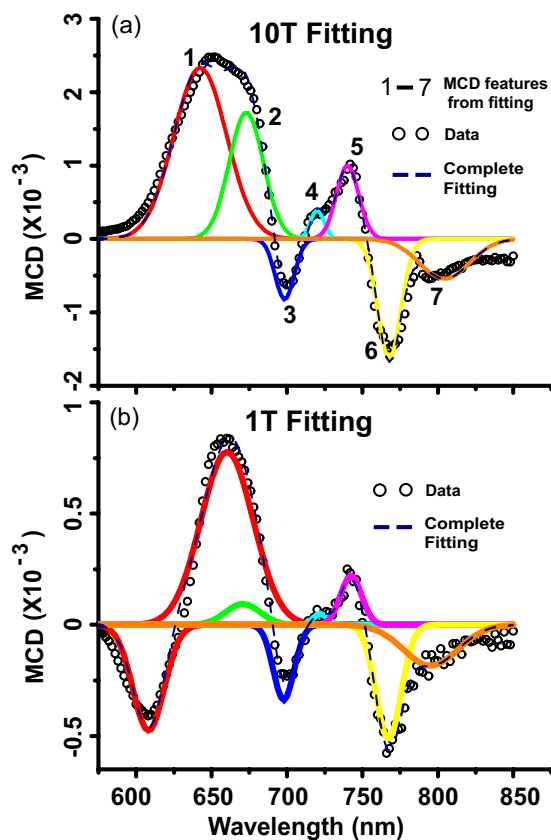 (a)
10T Fitting
1 – 7 MCD features
from fitting
Data
Complete
Fitting
1
2
3
4
5
6
7
MCD (X10⁻³)
3
2
1
0
-1
-2
(b)
1T Fitting
Data
Complete
Fitting
MCD (X10⁻³)
1
0.5
0
-0.5
600 650 700 750 800 850
Wavelength (nm)